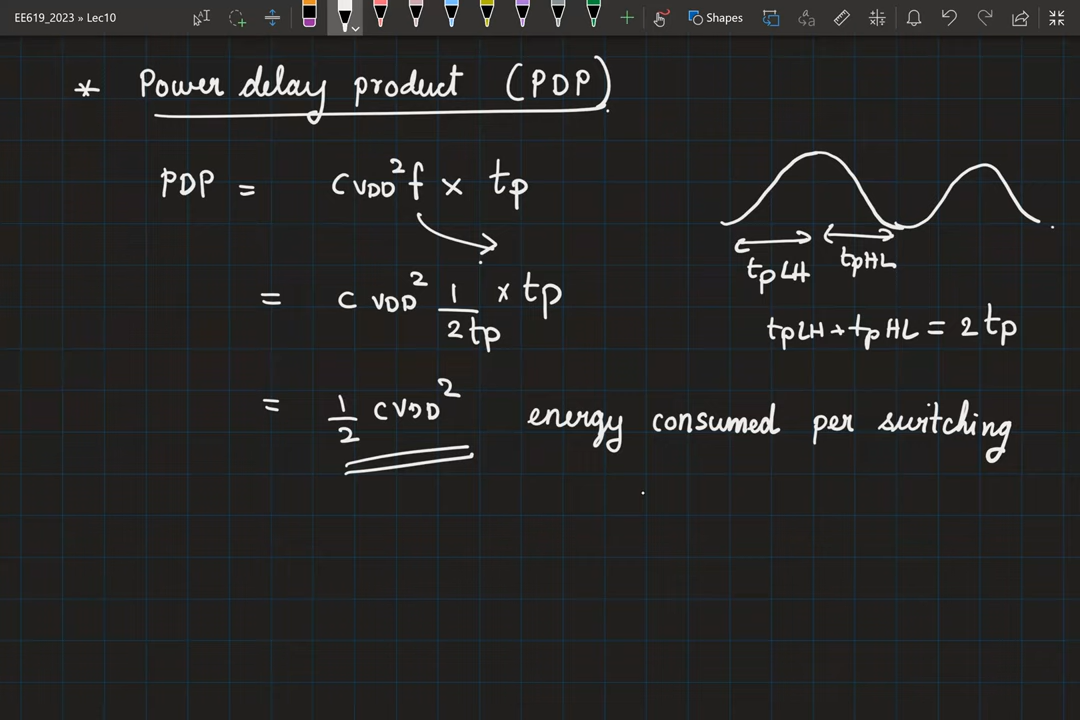 EE619_2023 » Lec10
Shapes
* Power delay product (PDP)
PDP = CVDD²f × tp
= CVDD² 1/2tp × tp
= 1/2 CVDD² energy consumed per switching
tpLH tpHL
tpLH + tpHL = 2tp